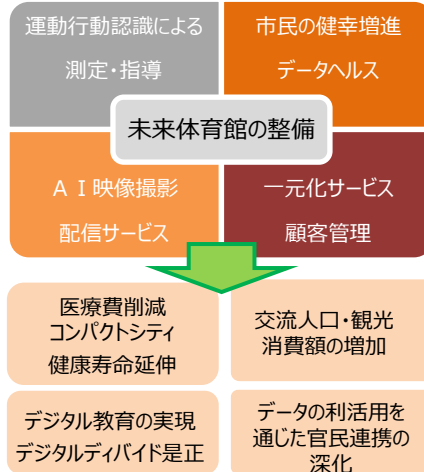 運動行動認識による
測定・指導
市民の健幸増進
データヘルス
未来体育館の整備
ＡＩ映像撮影
配信サービス
一元化サービス
顧客管理
医療費削減
コンパクトシティ
健康寿命延伸
交流人口・観光
消費額の増加
デジタル教育の実現
デジタルディバイド是正
データの利活用を
通じた官民連携の
深化